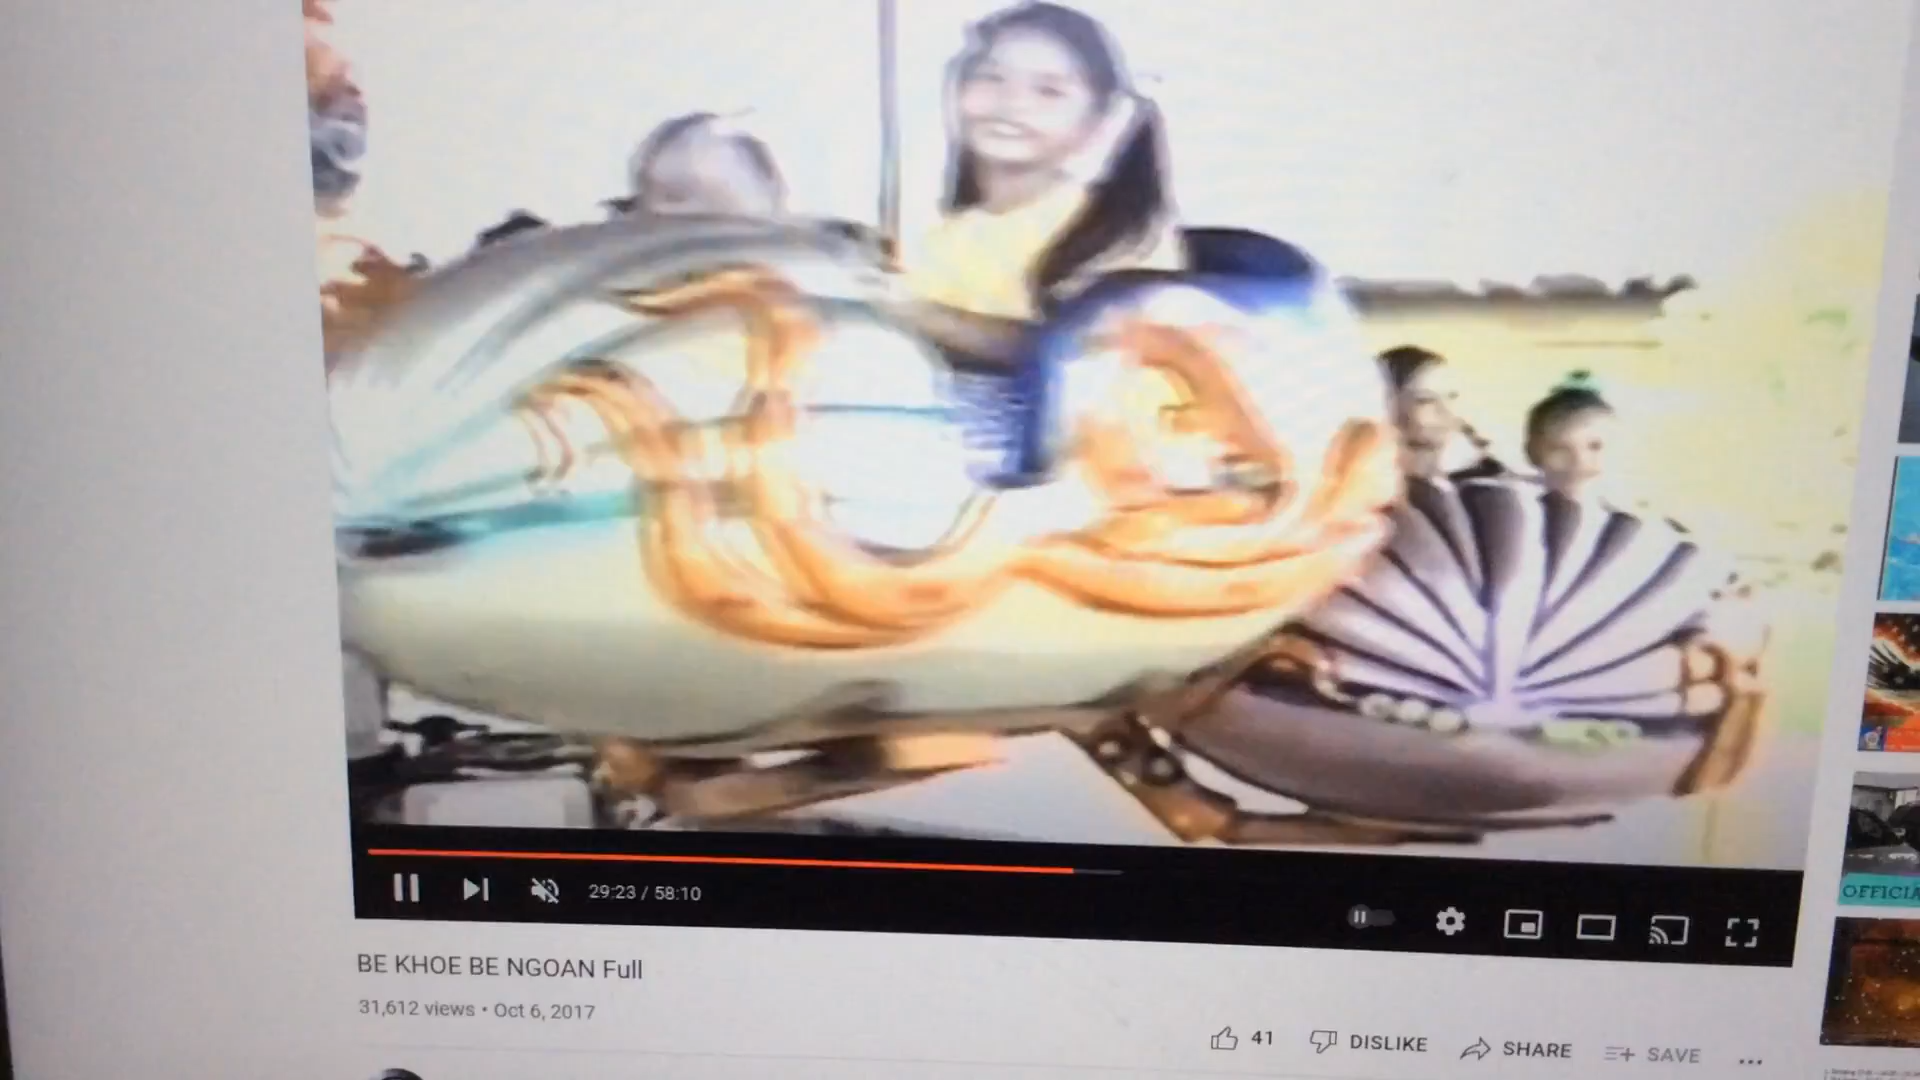 29:23 / 58:10
BE KHOE BE NGOAN Full
31,612 views • Oct 6, 2017
41 DISLIKE SHARE SAVE
OFFICIA